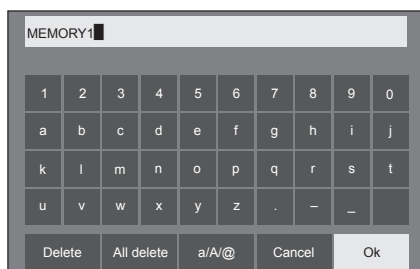 MEMORY1
1 2 3 4 5 6 7 8 9 0
a b c d e f g h i j
k l m n o p q r s t
u v w x y z . – _
Delete All delete a/A/@ Cancel Ok